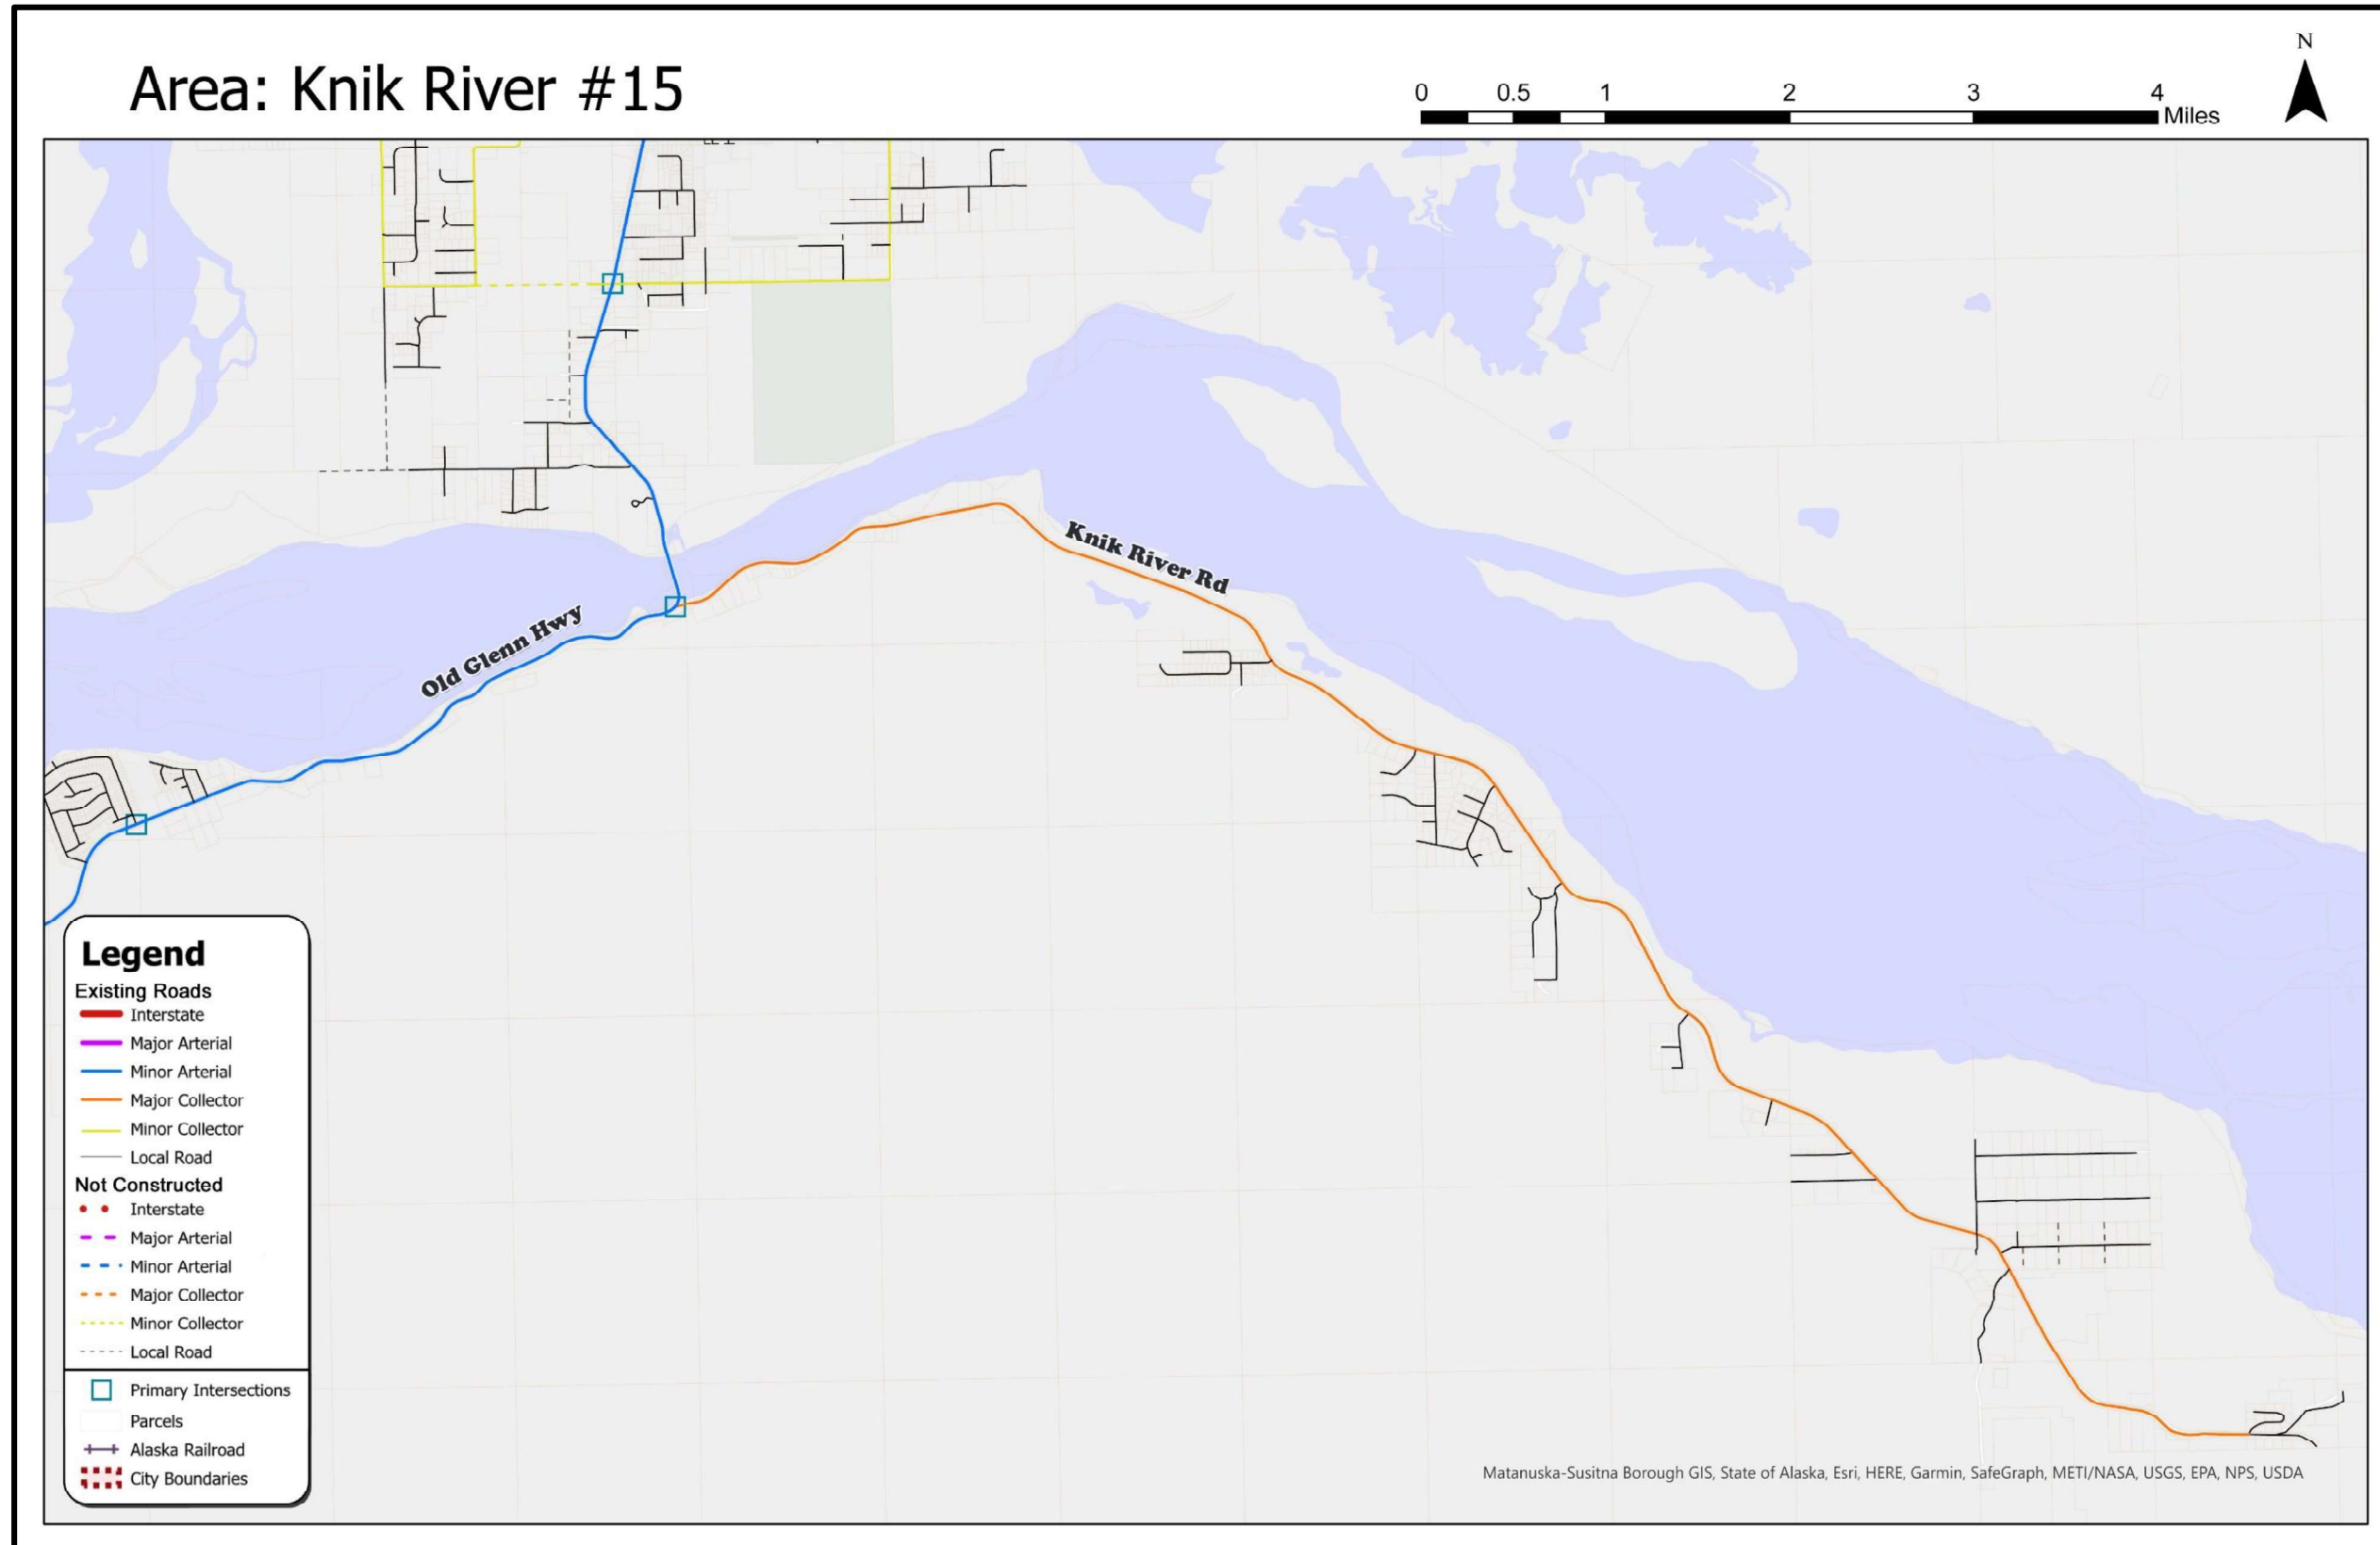 Area: Knik River #15
0 0.5 1 2 3 4
Miles
N
Knik River Rd
Old Glenn Hwy
Legend
Existing Roads
Interstate
Major Arterial
Minor Arterial
Major Collector
Minor Collector
Local Road
Not Constructed
Interstate
Major Arterial
Minor Arterial
Major Collector
Minor Collector
Local Road
Primary Intersections
Parcels
Alaska Railroad
City Boundaries
Matanuska-Susitna Borough GIS, State of Alaska, Esri, HERE, Garmin, SafeGraph, METI/NASA, USGS, EPA, NPS, USDA